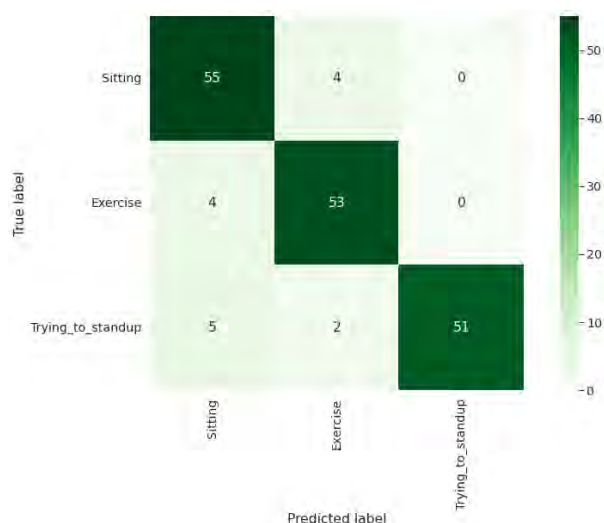 Sitting 55 4 0
Exercise 4 53 0
Trying_to_standup 5 2 51
Sitting Exercise Trying_to_standup
True label
Predicted label
50
40
30
20
10
0